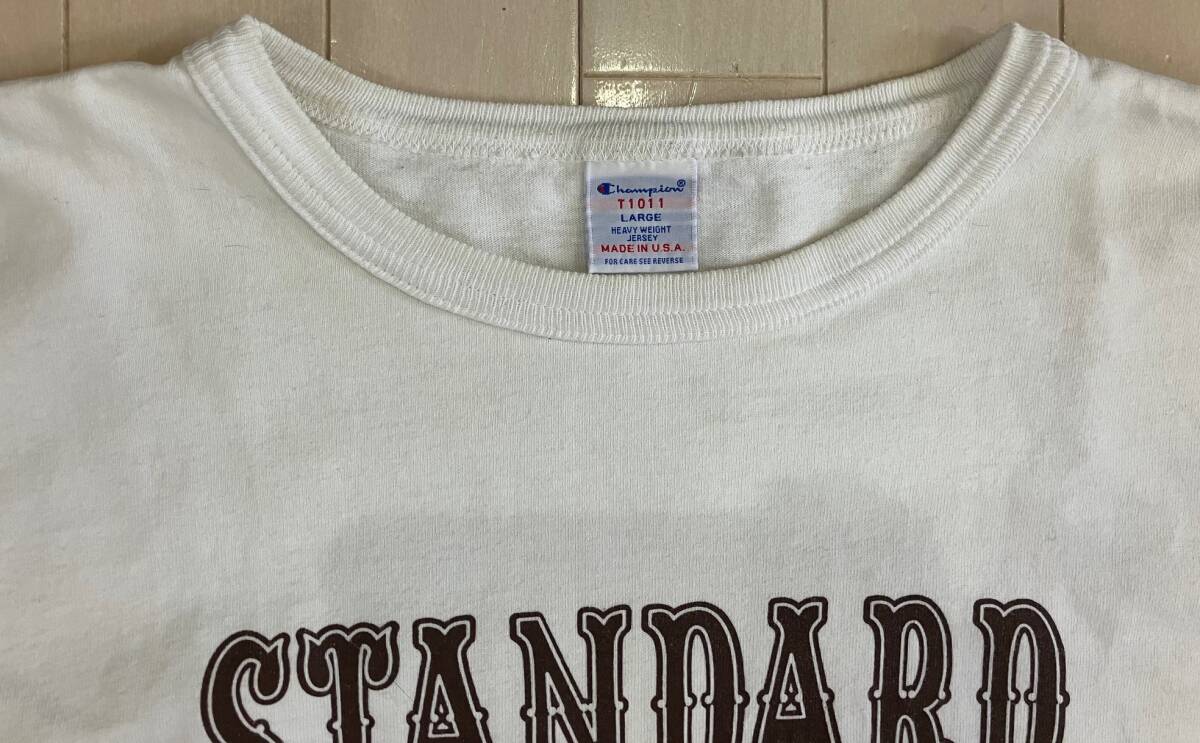 Champion®
T1011
LARGE
HEAVY WEIGHT
JERSEY
MADE IN U.S.A.
FOR CARE SEE REVERSE
STANDARD